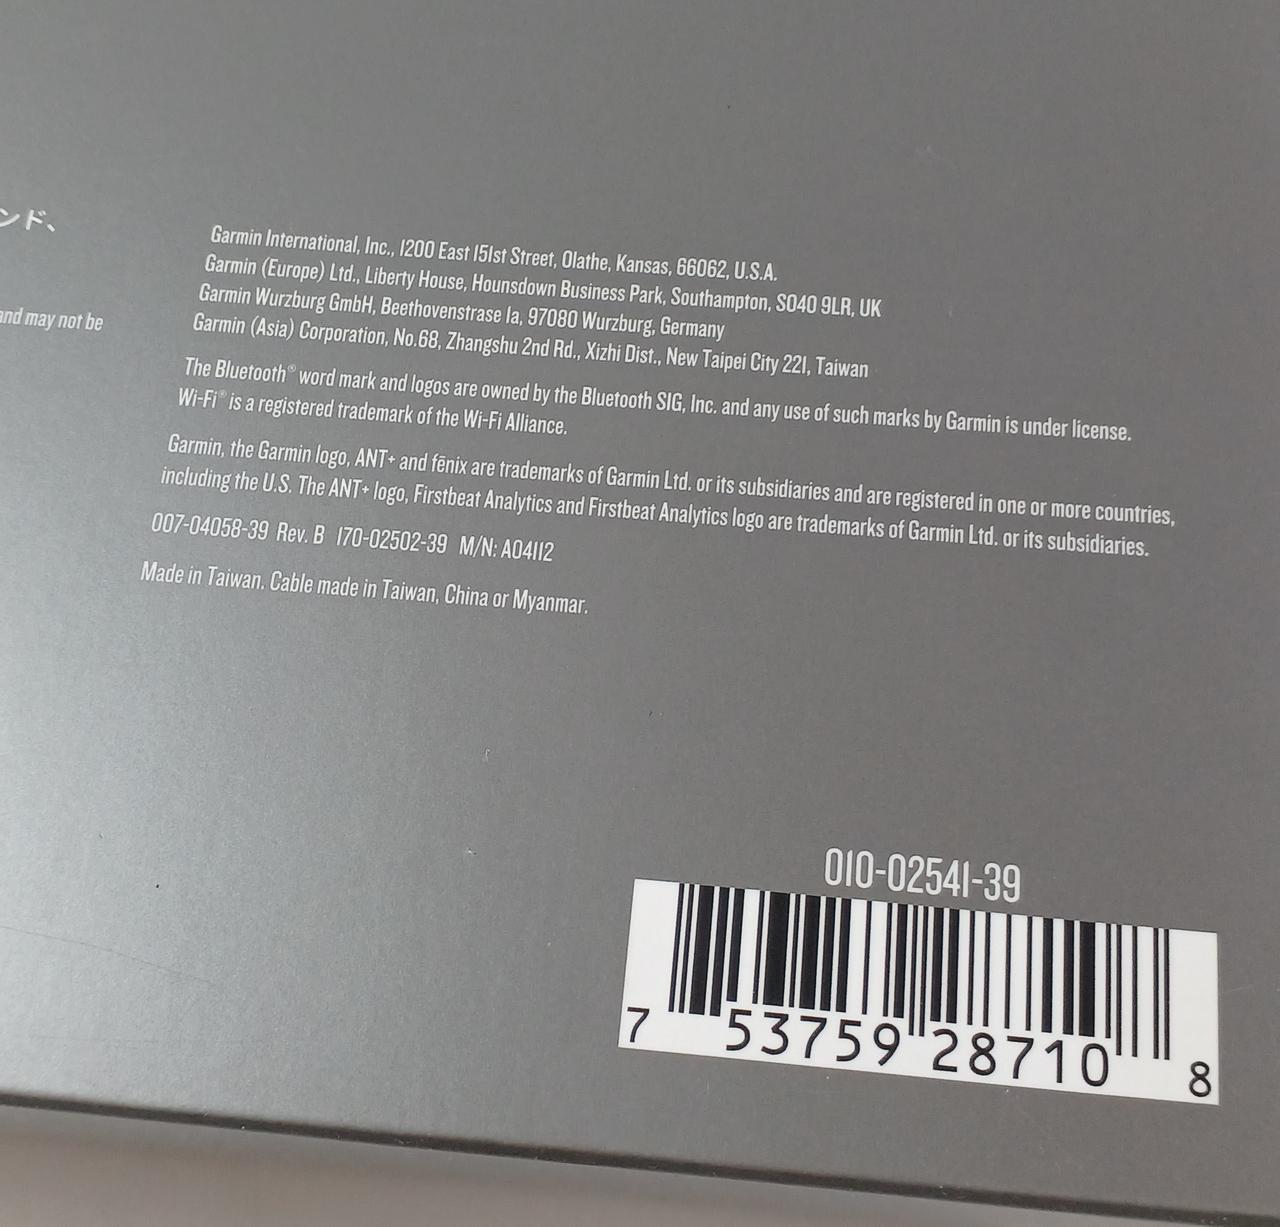 ンド、
and may not be
Garmin International, Inc., 1200 East 151st Street, Olathe, Kansas, 66062, U.S.A.
Garmin (Europe) Ltd., Liberty House, Hounsdown Business Park, Southampton, SO40 9LR, UK
Garmin Wurzburg GmbH, Beethovenstrase 1a, 97080 Wurzburg, Germany
Garmin (Asia) Corporation, No.68, Zhangshu 2nd Rd., Xizhi Dist., New Taipei City 221, Taiwan
The Bluetooth® word mark and logos are owned by the Bluetooth SIG, Inc. and any use of such marks by Garmin is under license.
Wi-Fi® is a registered trademark of the Wi-Fi Alliance.
Garmin, the Garmin logo, ANT+ and fēnix are trademarks of Garmin Ltd. or its subsidiaries and are registered in one or more countries,
including the U.S. The ANT+ logo, Firstbeat Analytics and Firstbeat Analytics logo are trademarks of Garmin Ltd. or its subsidiaries.
007-04058-39 Rev. B 170-02502-39 M/N: A04112
Made in Taiwan. Cable made in Taiwan, China or Myanmar.
010-02541-39
7 53759 28710 8